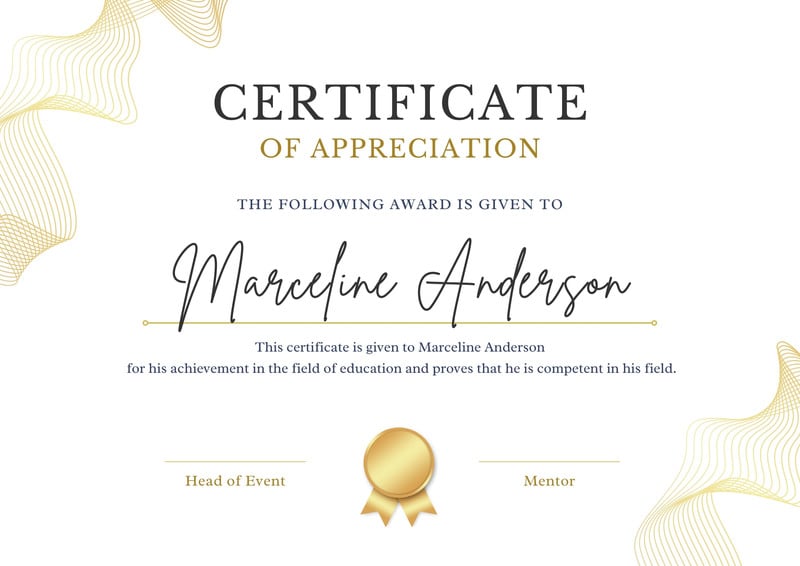 CERTIFICATE
OF APPRECIATION
THE FOLLOWING AWARD IS GIVEN TO
Marceline Anderson
This certificate is given to Marceline Anderson
for his achievement in the field of education and proves that he is competent in his field.
Head of Event
Mentor